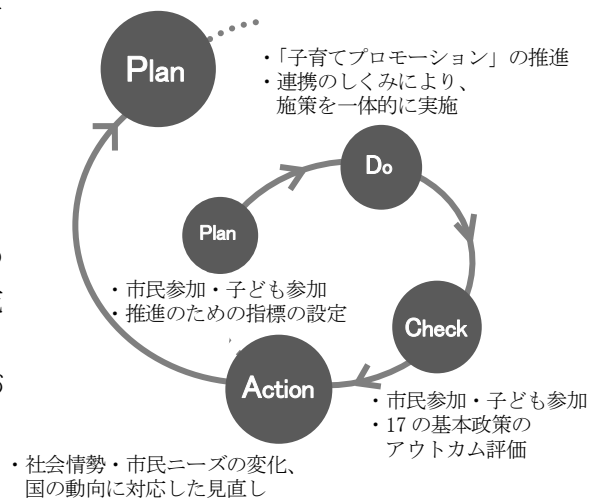 Plan
・「子育てプロモーション」の推進
・連携のしくみにより、
施策を一体的に実施
Do
Plan
・市民参加・子ども参加
・推進のための指標の設定
Check
・市民参加・子ども参加
・17の基本政策の
アウトカム評価
Action
・社会情勢・市民ニーズの変化、
国の動向に対応した見直し